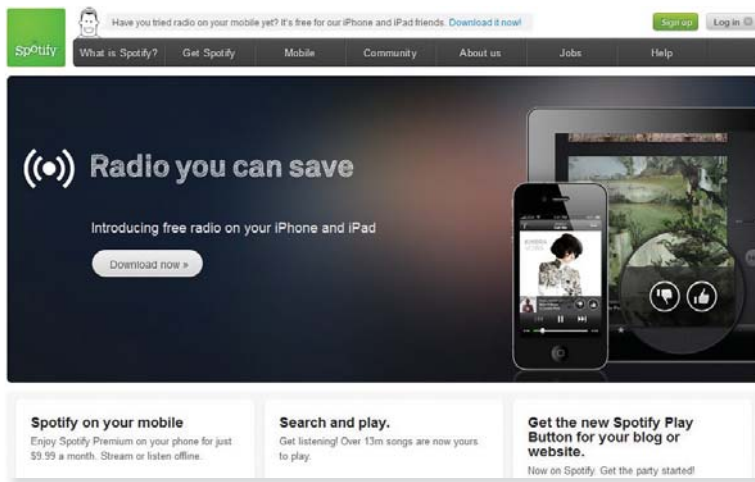 Have you tried radio on your mobile yet? It's free for our iPhone and iPad friends. Download it now!
Sign up
Log in
Spotify
What is Spotify?
Get Spotify
Mobile
Community
About us
Jobs
Help
Radio you can save
Introducing free radio on your iPhone and iPad
Download now »
Spotify on your mobile
Enjoy Spotify Premium on your phone for just
$9.99 a month. Stream or listen offline.
Search and play.
Get listening! Over 13m songs are now yours
to play.
Get the new Spotify Play
Button for your blog or
website.
Now on Spotify. Get the party started!